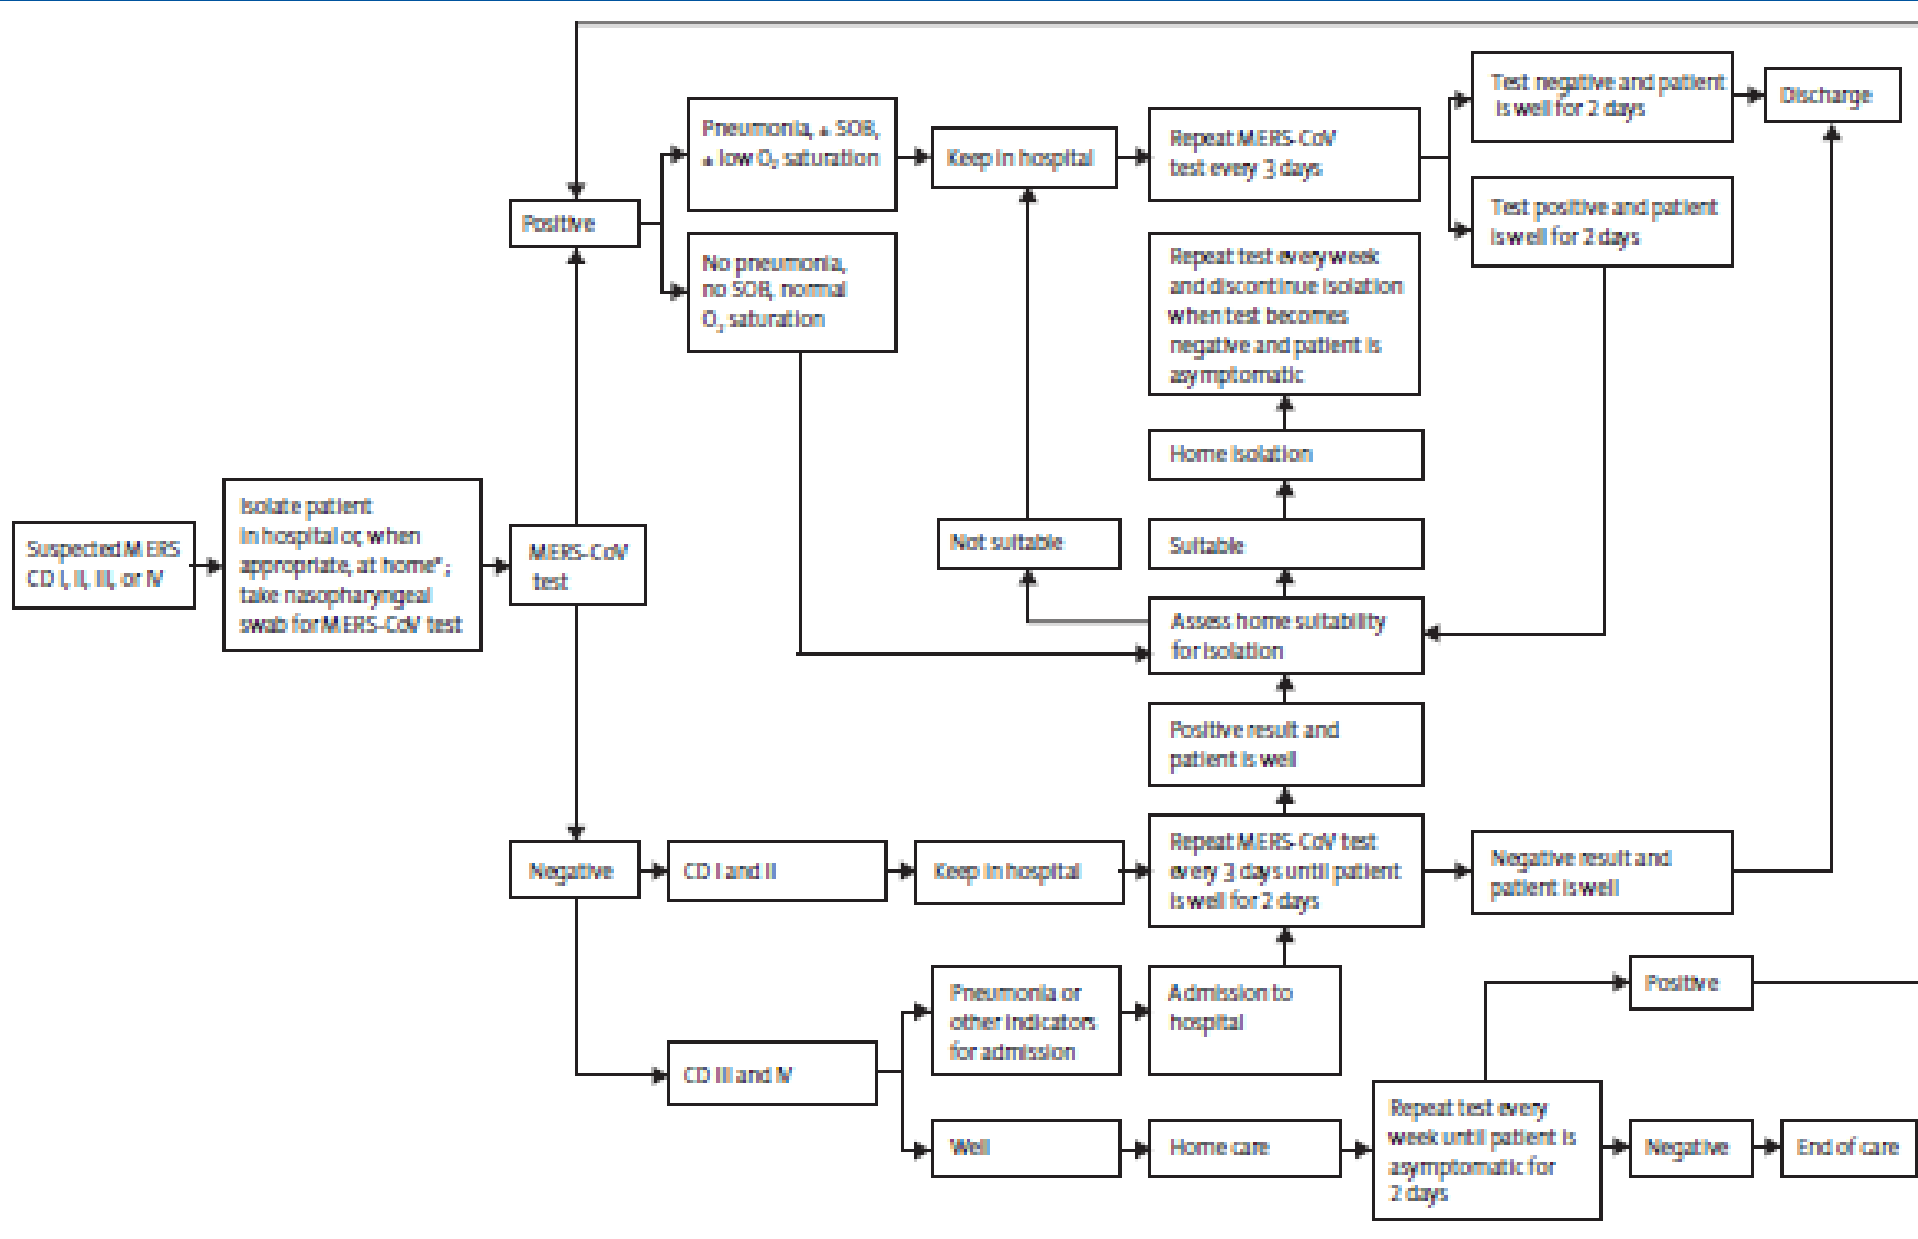 Suspected MERS
CD I, II, III, or IV
Isolate patient
in hospital or, when
appropriate, at home*;
take nasopharyngeal
swab for MERS-CoV test
MERS-CoV
test
Positive
Pneumonia, ± SOB,
± low O₂ saturation
No pneumonia,
no SOB, normal
O₂ saturation
Keep in hospital
Repeat MERS-CoV
test every 3 days
Test negative and patient
is well for 2 days
Discharge
Test positive and patient
is well for 2 days
Repeat test every week
and discontinue isolation
when test becomes
negative and patient is
asymptomatic
Home isolation
Not suitable
Suitable
Assess home suitability
for isolation
Positive result and
patient is well
Negative
CD I and II
Keep in hospital
Repeat MERS-CoV test
every 3 days until patient
is well for 2 days
Negative result and
patient is well
CD III and IV
Pneumonia or
other indicators
for admission
Admission to
hospital
Well
Home care
Repeat test every
week until patient is
asymptomatic for
2 days
Positive
Negative
End of care